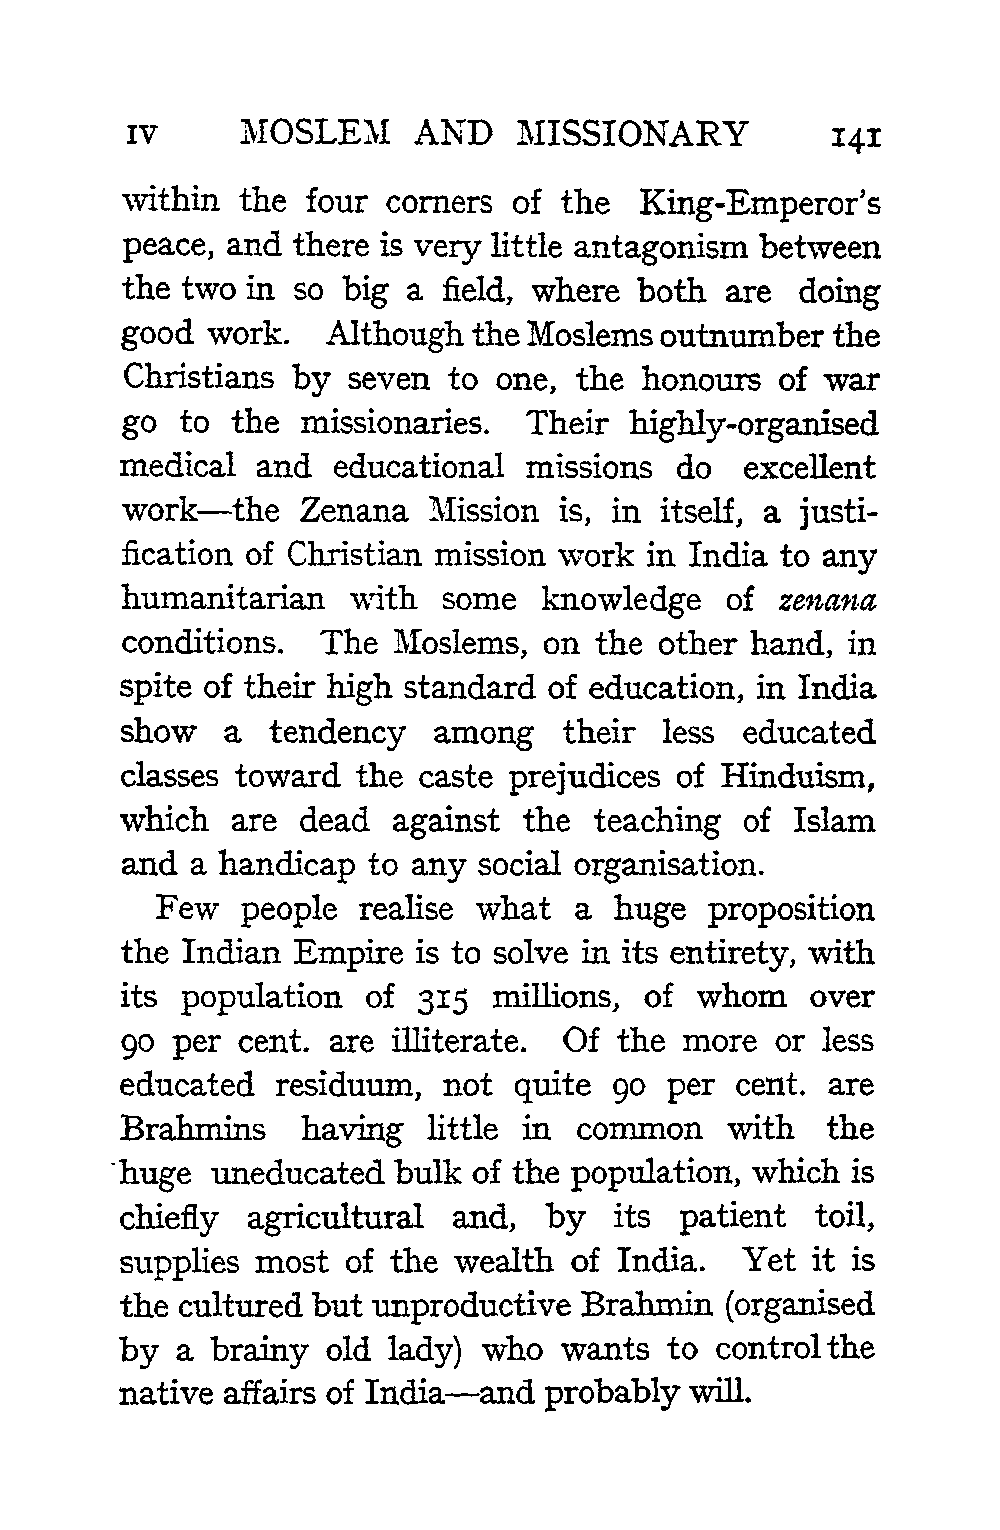 IV MOSLEM AND MISSIONARY 141
within the four corners of the King-Emperor's
peace, and there is very little antagonism between
the two in so big a field, where both are doing
good work. Although the Moslems outnumber the
Christians by seven to one, the honours of war
go to the missionaries. Their highly-organised
medical and educational missions do excellent
work—the Zenana Mission is, in itself, a justi-
fication of Christian mission work in India to any
humanitarian with some knowledge of zenana
conditions. The Moslems, on the other hand, in
spite of their high standard of education, in India
show a tendency among their less educated
classes toward the caste prejudices of Hinduism,
which are dead against the teaching of Islam
and a handicap to any social organisation.
Few people realise what a huge proposition
the Indian Empire is to solve in its entirety, with
its population of 315 millions, of whom over
90 per cent. are illiterate. Of the more or less
educated residuum, not quite 90 per cent. are
Brahmins having little in common with the
huge uneducated bulk of the population, which is
chiefly agricultural and, by its patient toil,
supplies most of the wealth of India. Yet it is
the cultured but unproductive Brahmin (organised
by a brainy old lady) who wants to control the
native affairs of India—and probably will.